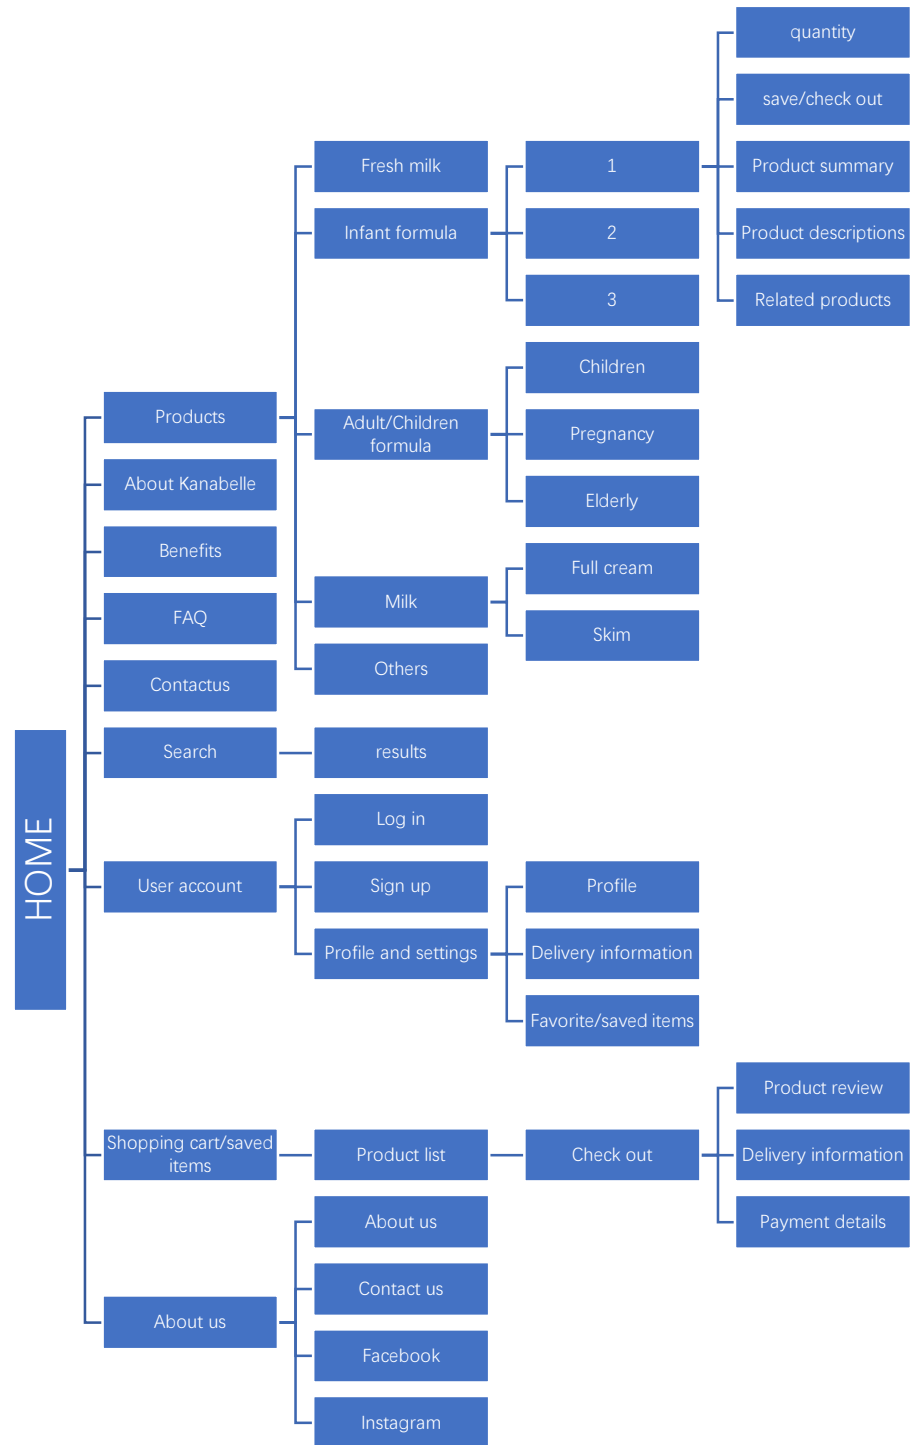 HOME
Products
Fresh milk
Infant formula
1
quantity
save/check out
Product summary
Product descriptions
Related products
2
3
Adult/Children
formula
Children
Pregnancy
Elderly
Milk
Full cream
Skim
Others
About Kanabelle
Benefits
FAQ
Contactus
Search
results
User account
Log in
Sign up
Profile and settings
Profile
Delivery information
Favorite/saved items
Shopping cart/saved
items
Product list
Check out
Product review
Delivery information
Payment details
About us
About us
Contact us
Facebook
Instagram